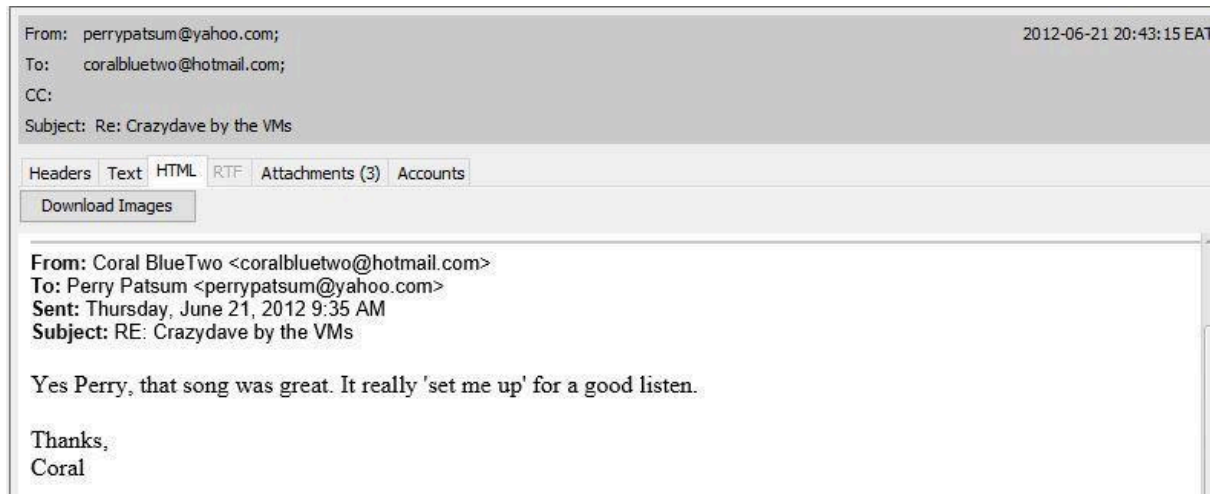 From: perrypatsum@yahoo.com; 2012-06-21 20:43:15 EAT
To: coralbluetwo@hotmail.com;
CC:
Subject: Re: Crazydave by the VMs
Headers Text HTML RTF Attachments (3) Accounts
Download Images
From: Coral BlueTwo <coralbluetwo@hotmail.com>
To: Perry Patsum <perrypatsum@yahoo.com>
Sent: Thursday, June 21, 2012 9:35 AM
Subject: RE: Crazydave by the VMs
Yes Perry, that song was great. It really 'set me up' for a good listen.
Thanks,
Coral